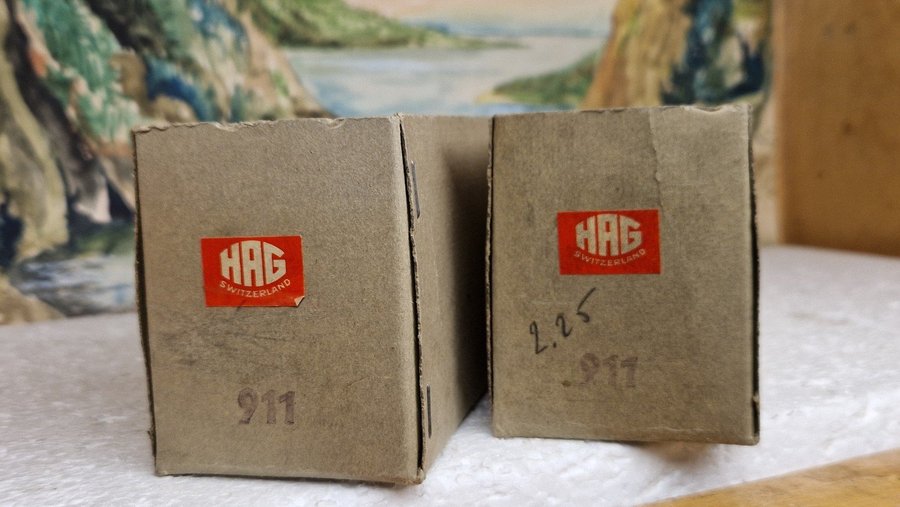 HAG
SWITZERLAND
911
HAG
SWITZERLAND
2.25
911